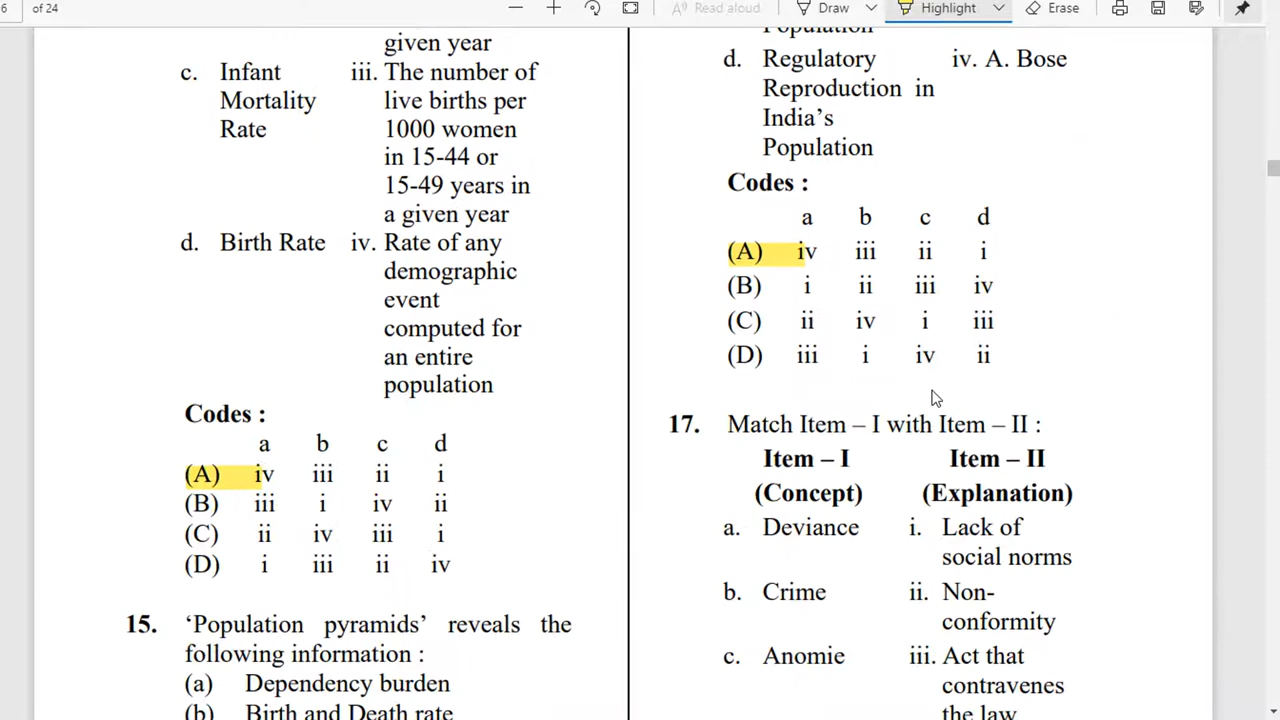 6 of 24 Read aloud Draw Highlight Erase
given year
c. Infant Mortality Rate iii. The number of
live births per
1000 women
in 15-44 or
15-49 years in
a given year
d. Birth Rate iv. Rate of any
demographic
event
computed for
an entire
population
Codes :
a b c d
(A) iv iii ii i
(B) iii i iv ii
(C) ii iv iii i
(D) i iii ii iv
15. ‘Population pyramids’ reveals the
following information :
(a) Dependency burden
(b) Birth and Death rate
Population
d. Regulatory iv. A. Bose
Reproduction in
India’s
Population
Codes :
a b c d
(A) iv iii ii i
(B) i ii iii iv
(C) ii iv i iii
(D) iii i iv ii
17. Match Item – I with Item – II :
Item – I Item – II
(Concept) (Explanation)
a. Deviance i. Lack of
social norms
b. Crime ii. Non-
conformity
c. Anomie iii. Act that
contravenes
the law